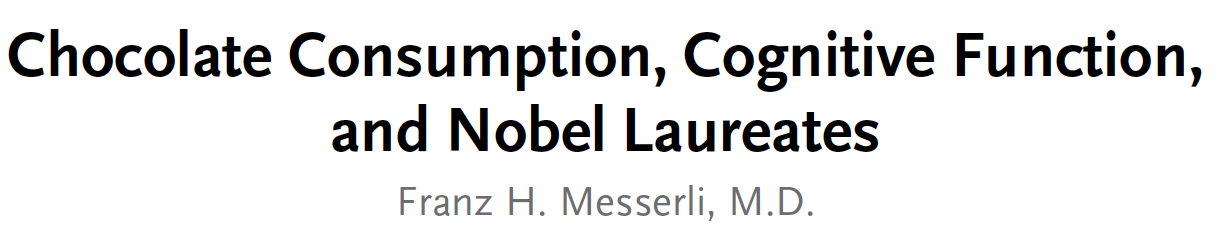 Chocolate Consumption, Cognitive Function,
and Nobel Laureates
Franz H. Messerli, M.D.